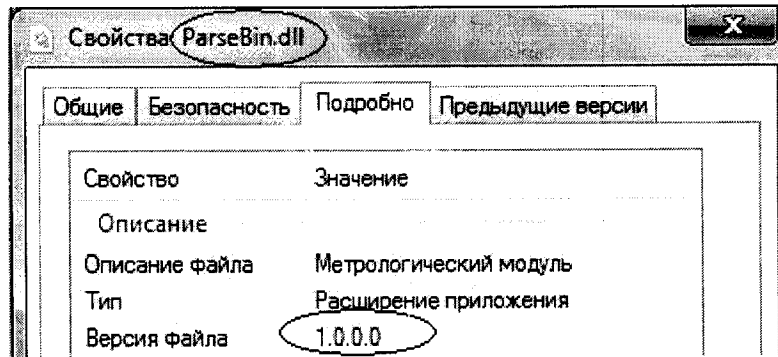 Свойства ParseBin.dll
Общие Безопасность Подробно Предыдущие версии
Свойство Значение
Описание
Описание файла Метрологический модуль
Тип Расширение приложения
Версия файла 1.0.0.0